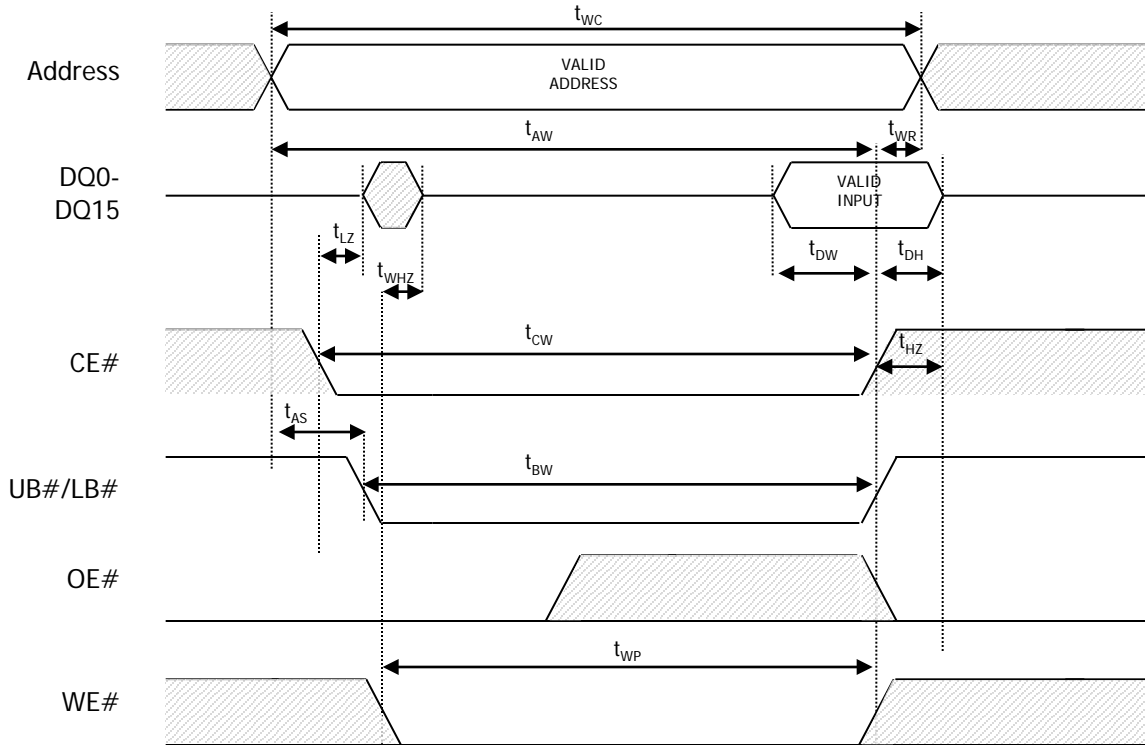 tWC
Address
VALID
ADDRESS
tAW
tWR
DQ0-
DQ15
VALID
INPUT
tLZ
tWHZ
tDW
tDH
CE#
tCW
tHZ
tAS
UB#/LB#
tBW
OE#
tWP
WE#